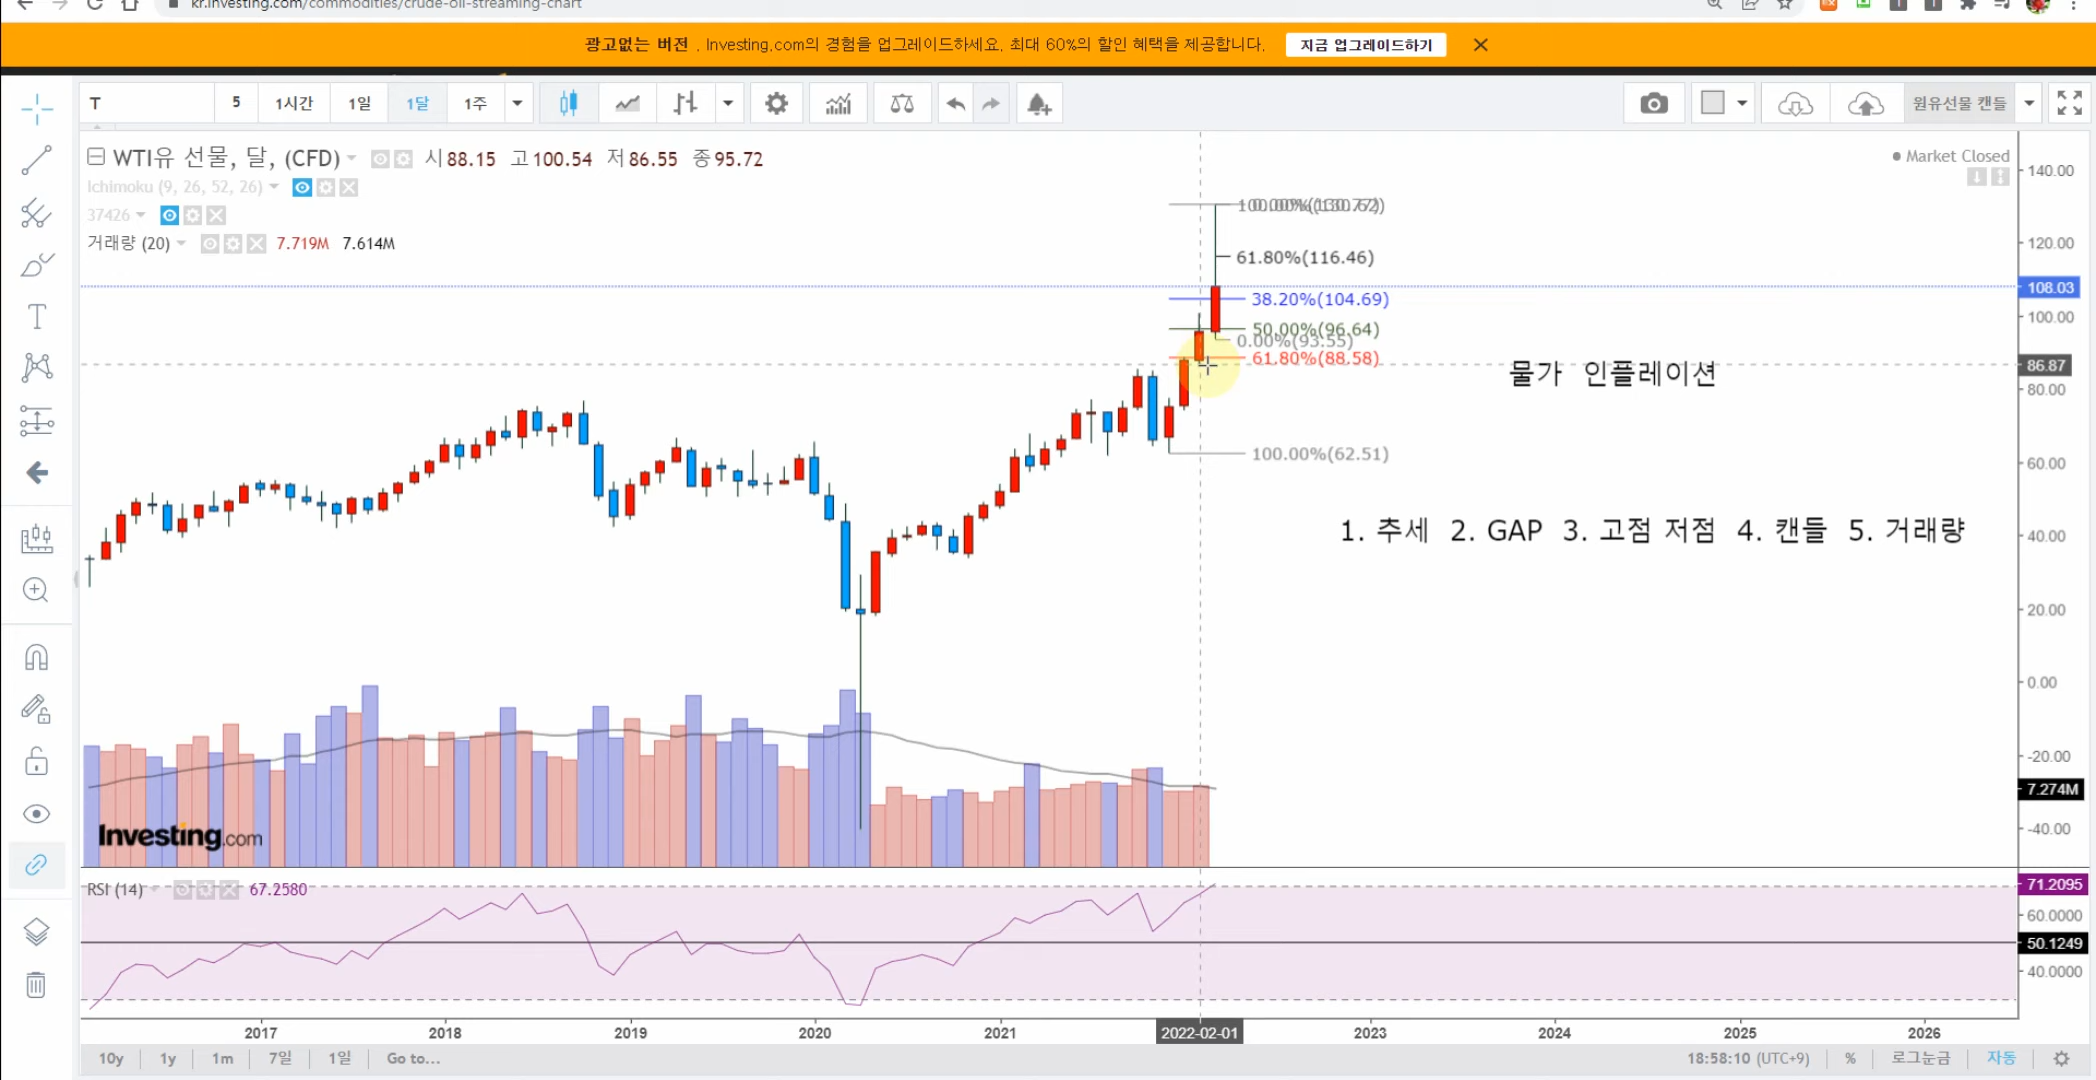 kr.investing.com/commodities/crude-oil-streaming-chart
광고없는 버전 . Investing.com의 경험을 업그레이드하세요. 최대 60%의 할인 혜택을 제공합니다. 지금 업그레이드하기
T 5 1시간 1일 1달 1주 원유선물 캔들
WTI유 선물, 달, (CFD) 시88.15 고100.54 저86.55 종95.72
Market Closed
Ichimoku (9, 26, 52, 26)
37426
거래량 (20) 7.719M 7.614M
140.00
120.00
61.80%(116.46)
108.03
38.20%(104.69)
100.00
50.00%(96.64)
0.00%(93.55)
61.80%(88.58)
86.87
물가 인플레이션
80.00
100.00%(62.51)
60.00
1. 추세 2. GAP 3. 고점 저점 4. 캔들 5. 거래량
40.00
20.00
0.00
-20.00
7.274M
-40.00
Investing.com
RSI (14) 67.2580
71.2095
60.0000
50.1249
40.0000
2017 2018 2019 2020 2021 2022-02-01 2023 2024 2025 2026
10y 1y 1m 7일 1일 Go to... 18:58:10 (UTC+9) % 로그눈금 자동